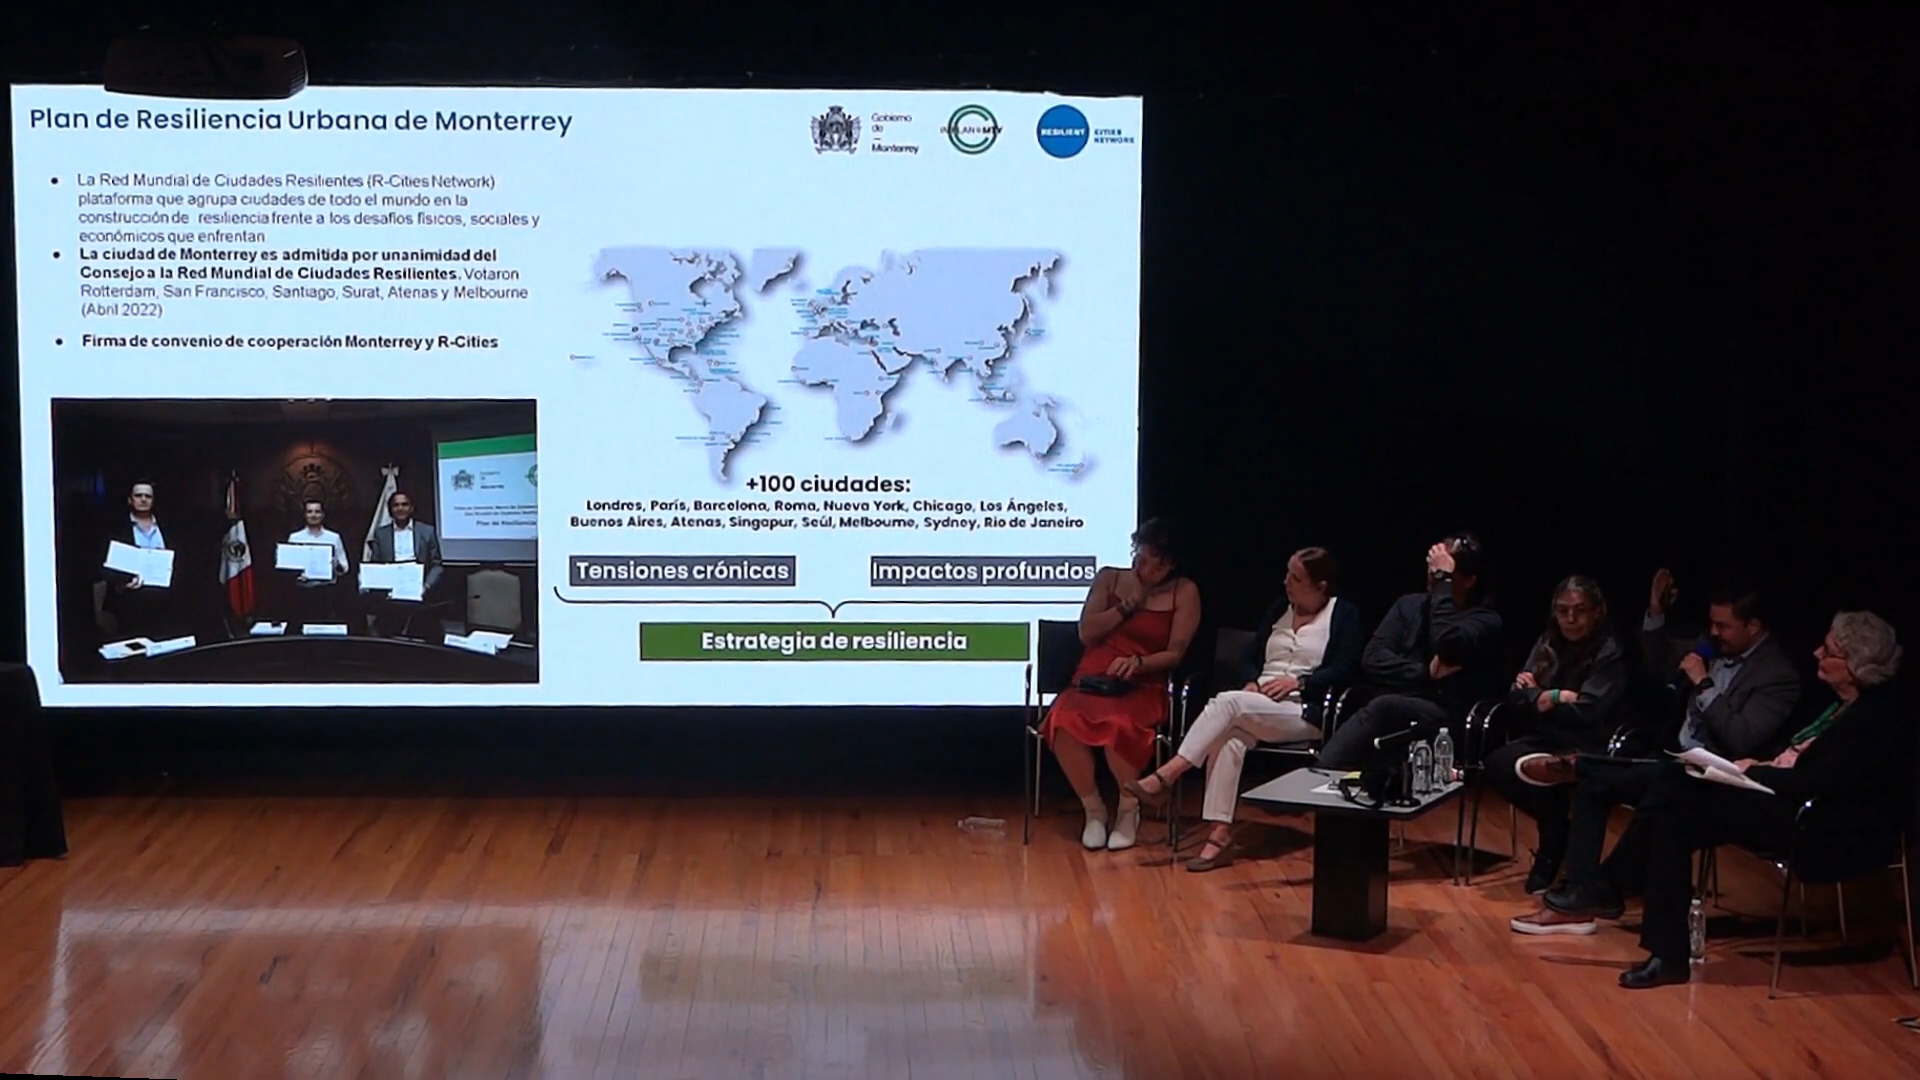 Plan de Resiliencia Urbana de Monterrey
Gobierno
de
Monterrey
RESILIENT
CITIES
NETWORK
La Red Mundial de Ciudades Resilientes (R-Cities Network)
plataforma que agrupa ciudades de todo el mundo en la
construcción de resiliencia frente a los desafíos físicos, sociales y
económicos que enfrentan
La ciudad de Monterrey es admitida por unanimidad del
Consejo a la Red Mundial de Ciudades Resilientes. Votaron
Rotterdam, San Francisco, Santiago, Surat, Atenas y Melbourne
(Abril 2022)
Firma de convenio de cooperación Monterrey y R-Cities
+100 ciudades:
Londres, París, Barcelona, Roma, Nueva York, Chicago, Los Ángeles,
Buenos Aires, Atenas, Singapur, Seúl, Melbourne, Sydney, Rio de Janeiro
Tensiones crónicas
Impactos profundos
Estrategia de resiliencia